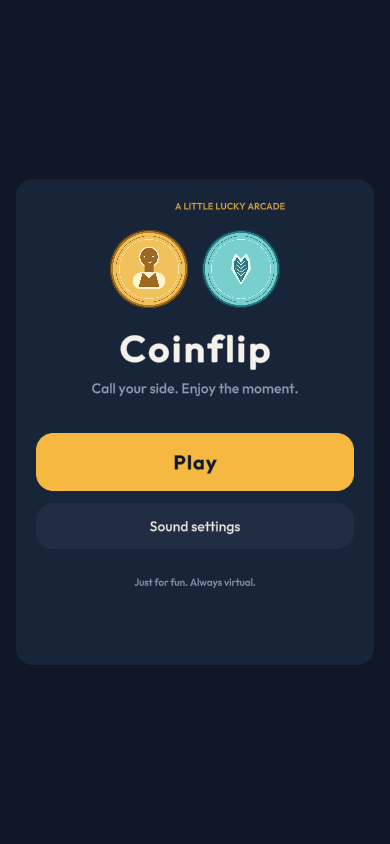 A LITTLE LUCKY ARCADE
Coinflip
Call your side. Enjoy the moment.
Play
Sound settings
Just for fun. Always virtual.